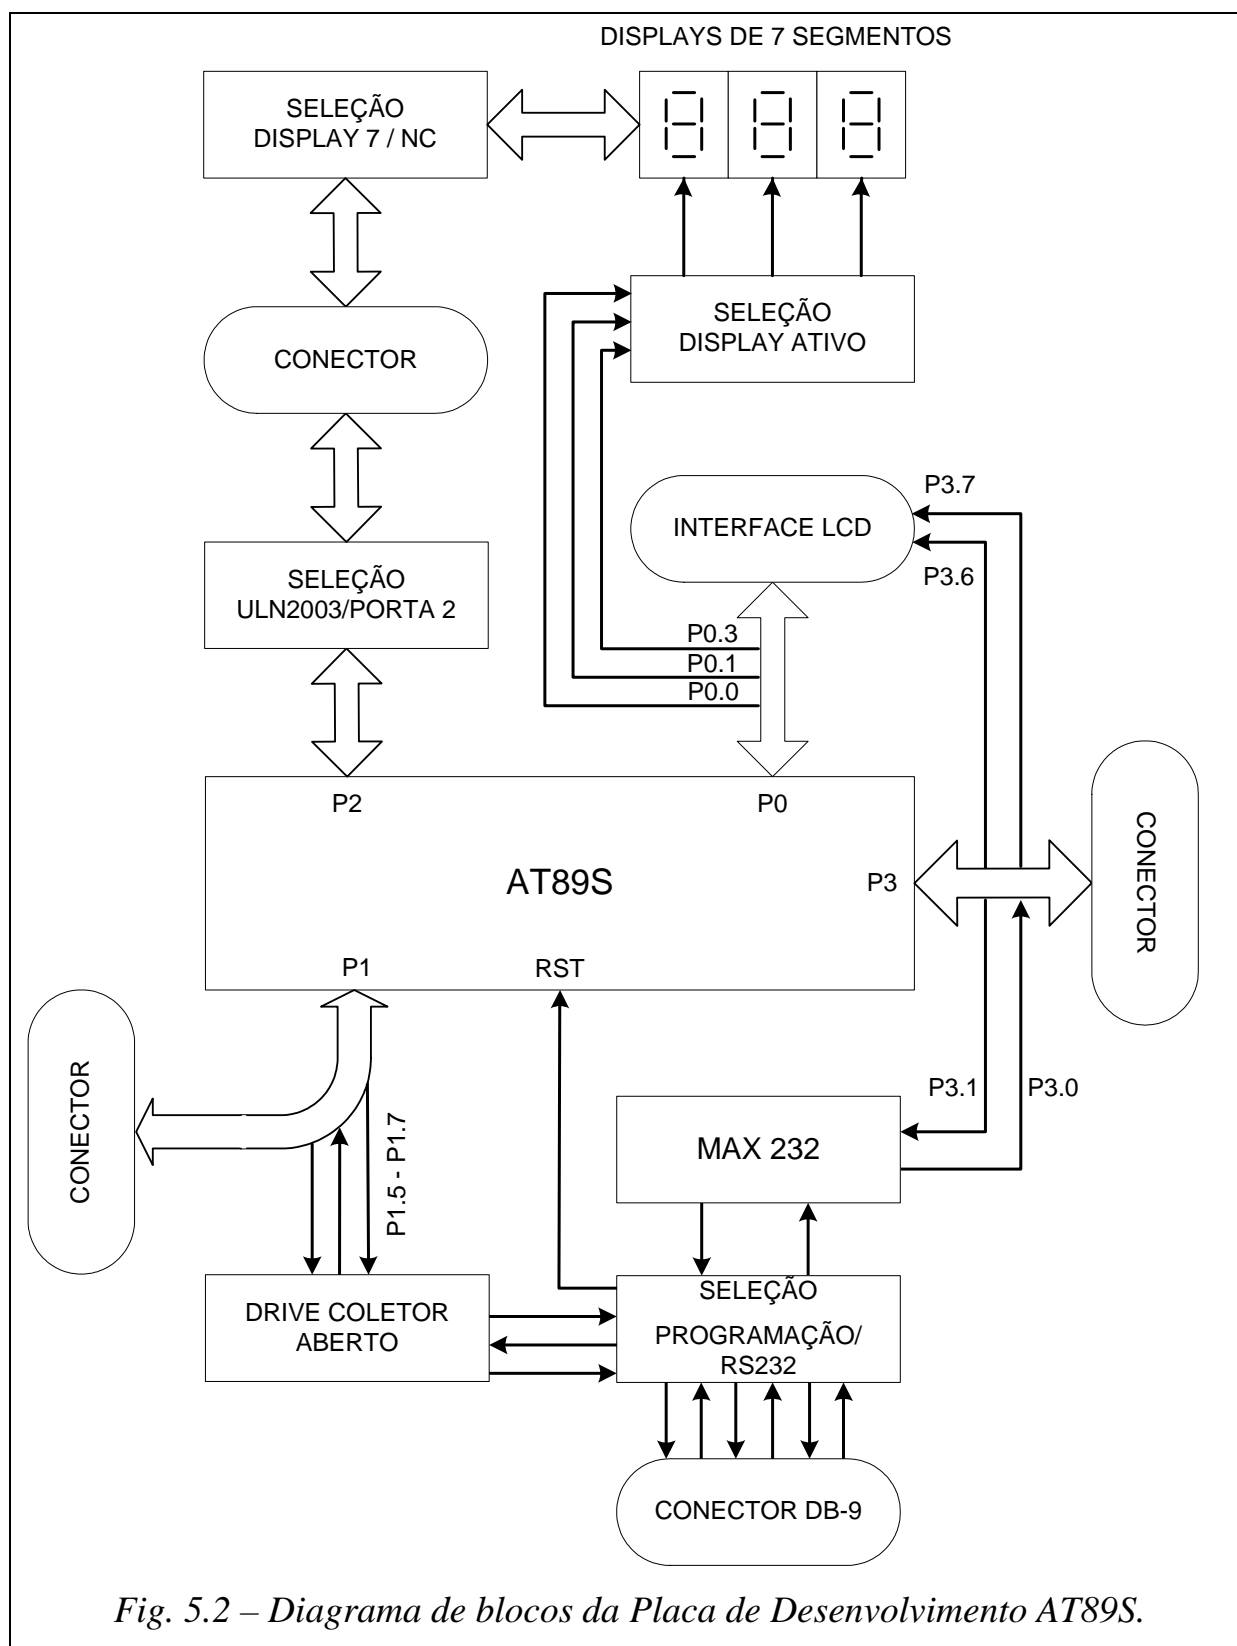 DISPLAYS DE 7 SEGMENTOS
SELEÇÃO
DISPLAY 7 / NC
SELEÇÃO
DISPLAY ATIVO
CONECTOR
P3.7
INTERFACE LCD
P3.6
SELEÇÃO
ULN2003/PORTA 2
P0.3
P0.1
P0.0
P2
P0
AT89S
P3
CONECTOR
P1
RST
CONECTOR
P1.5 - P1.7
P3.1
P3.0
MAX 232
DRIVE COLETOR
ABERTO
SELEÇÃO
PROGRAMAÇÃO/
RS232
CONECTOR DB-9
Fig. 5.2 – Diagrama de blocos da Placa de Desenvolvimento AT89S.